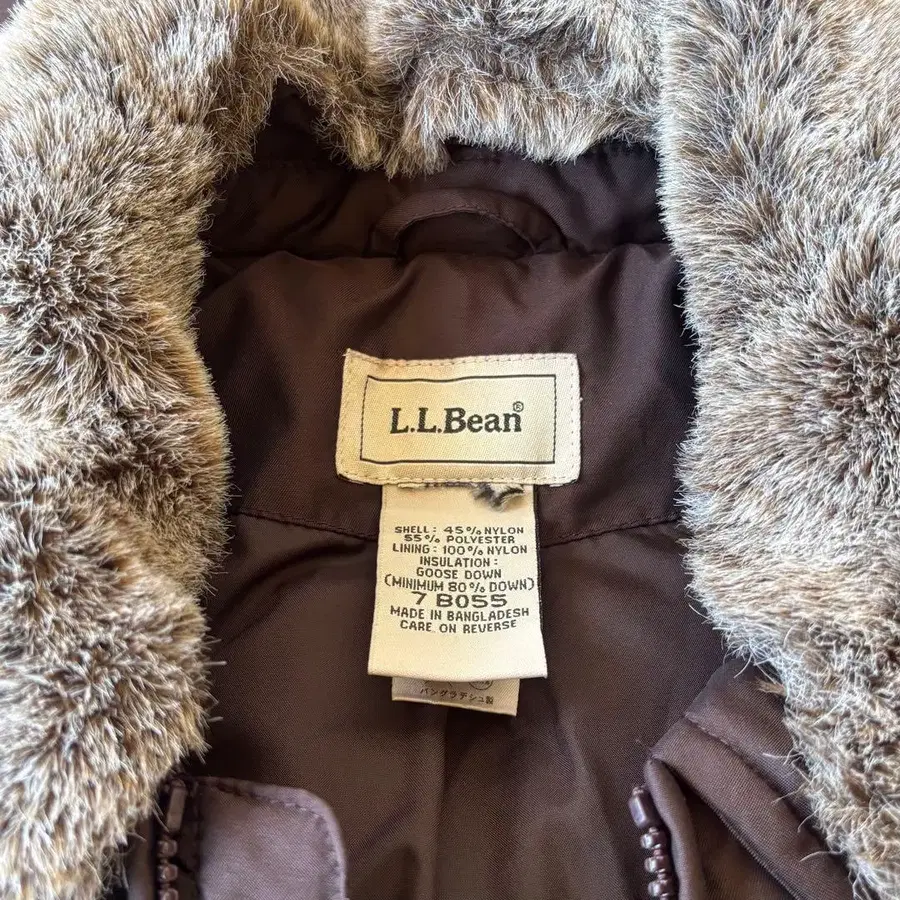 L.L.Bean®
SHELL: 45% NYLON
55% POLYESTER
LINING: 100% NYLON
INSULATION:
GOOSE DOWN
(MINIMUM 80% DOWN)
7 BOSS
MADE IN BANGLADESH
CARE ON REVERSE
バングラデシュ製